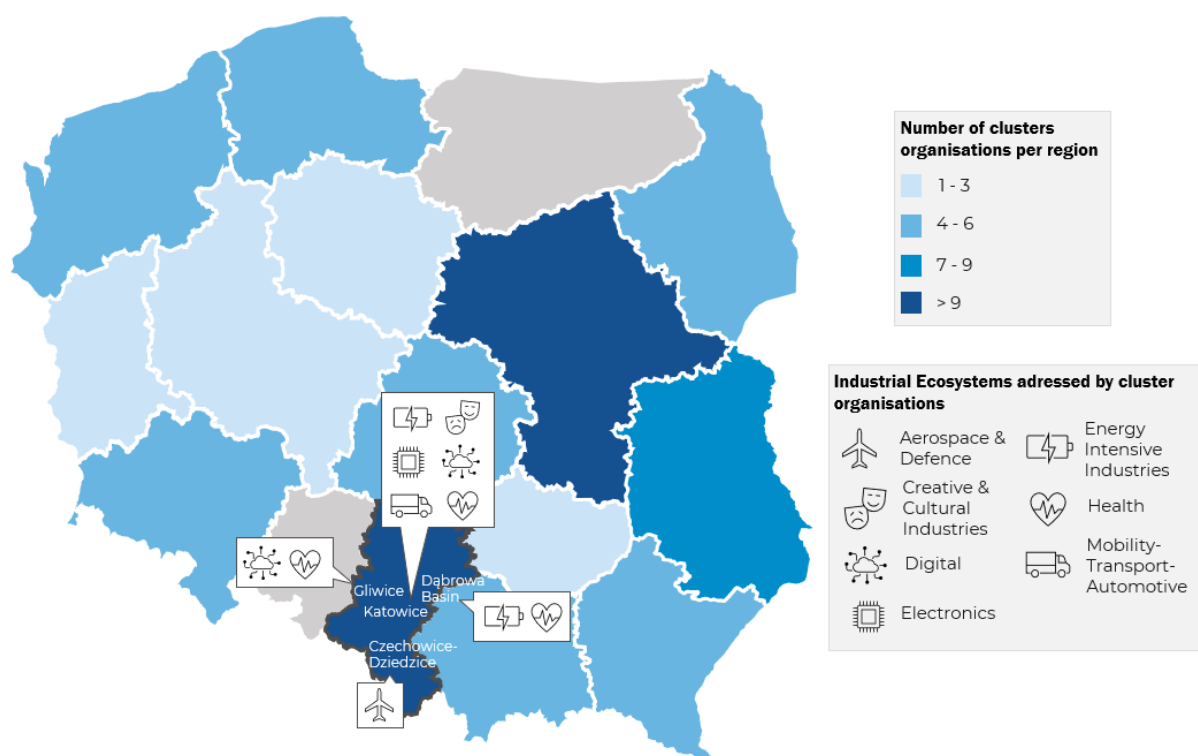 Number of clusters
organisations per region
1 - 3
4 - 6
7 - 9
> 9
Industrial Ecosystems adressed by cluster
organisations
Aerospace &
Defence
Energy
Intensive
Industries
Creative &
Cultural
Industries
Health
Digital
Mobility-
Transport-
Automotive
Electronics
Gliwice
Dąbrowa
Basin
Katowice
Czechowice-
Dziedzice